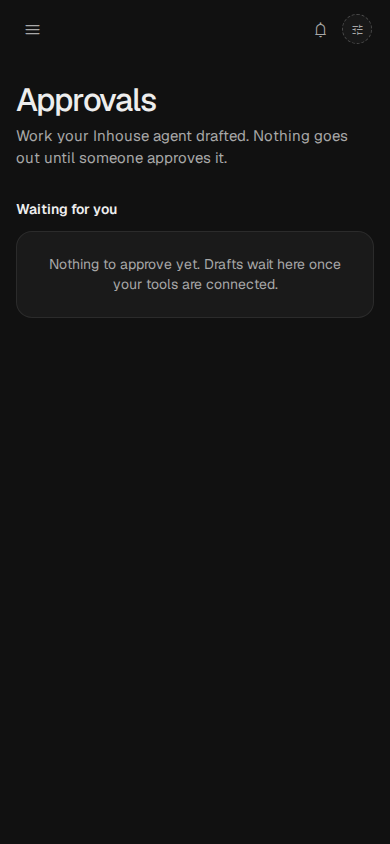 Approvals
Work your Inhouse agent drafted. Nothing goes
out until someone approves it.
Waiting for you
Nothing to approve yet. Drafts wait here once
your tools are connected.